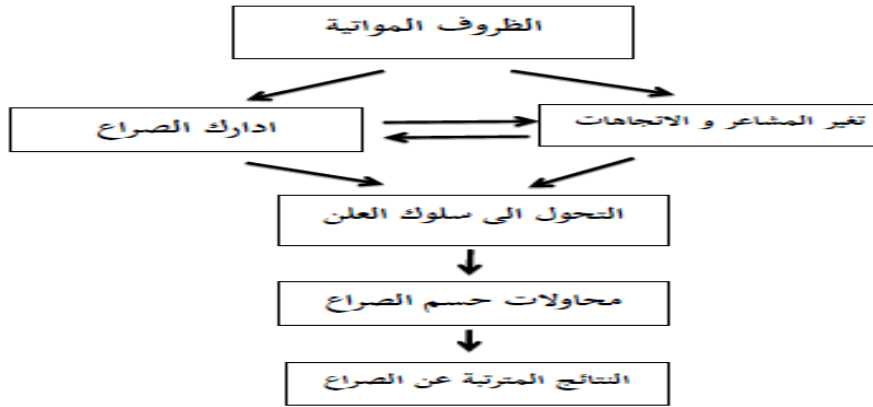 الظروف المواتية
تغير المشاعر و الاتجاهات
ادارك الصراع
التحول الى سلوك العلن
محاولات حسم الصراع
النتائج المترتبة عن الصراع